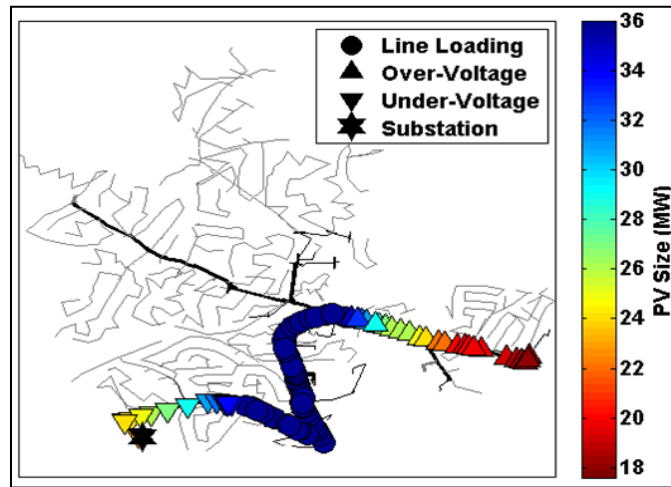 Line Loading
Over-Voltage
Under-Voltage
Substation
36
34
32
30
28
26
24
22
20
18
PV Size (MW)